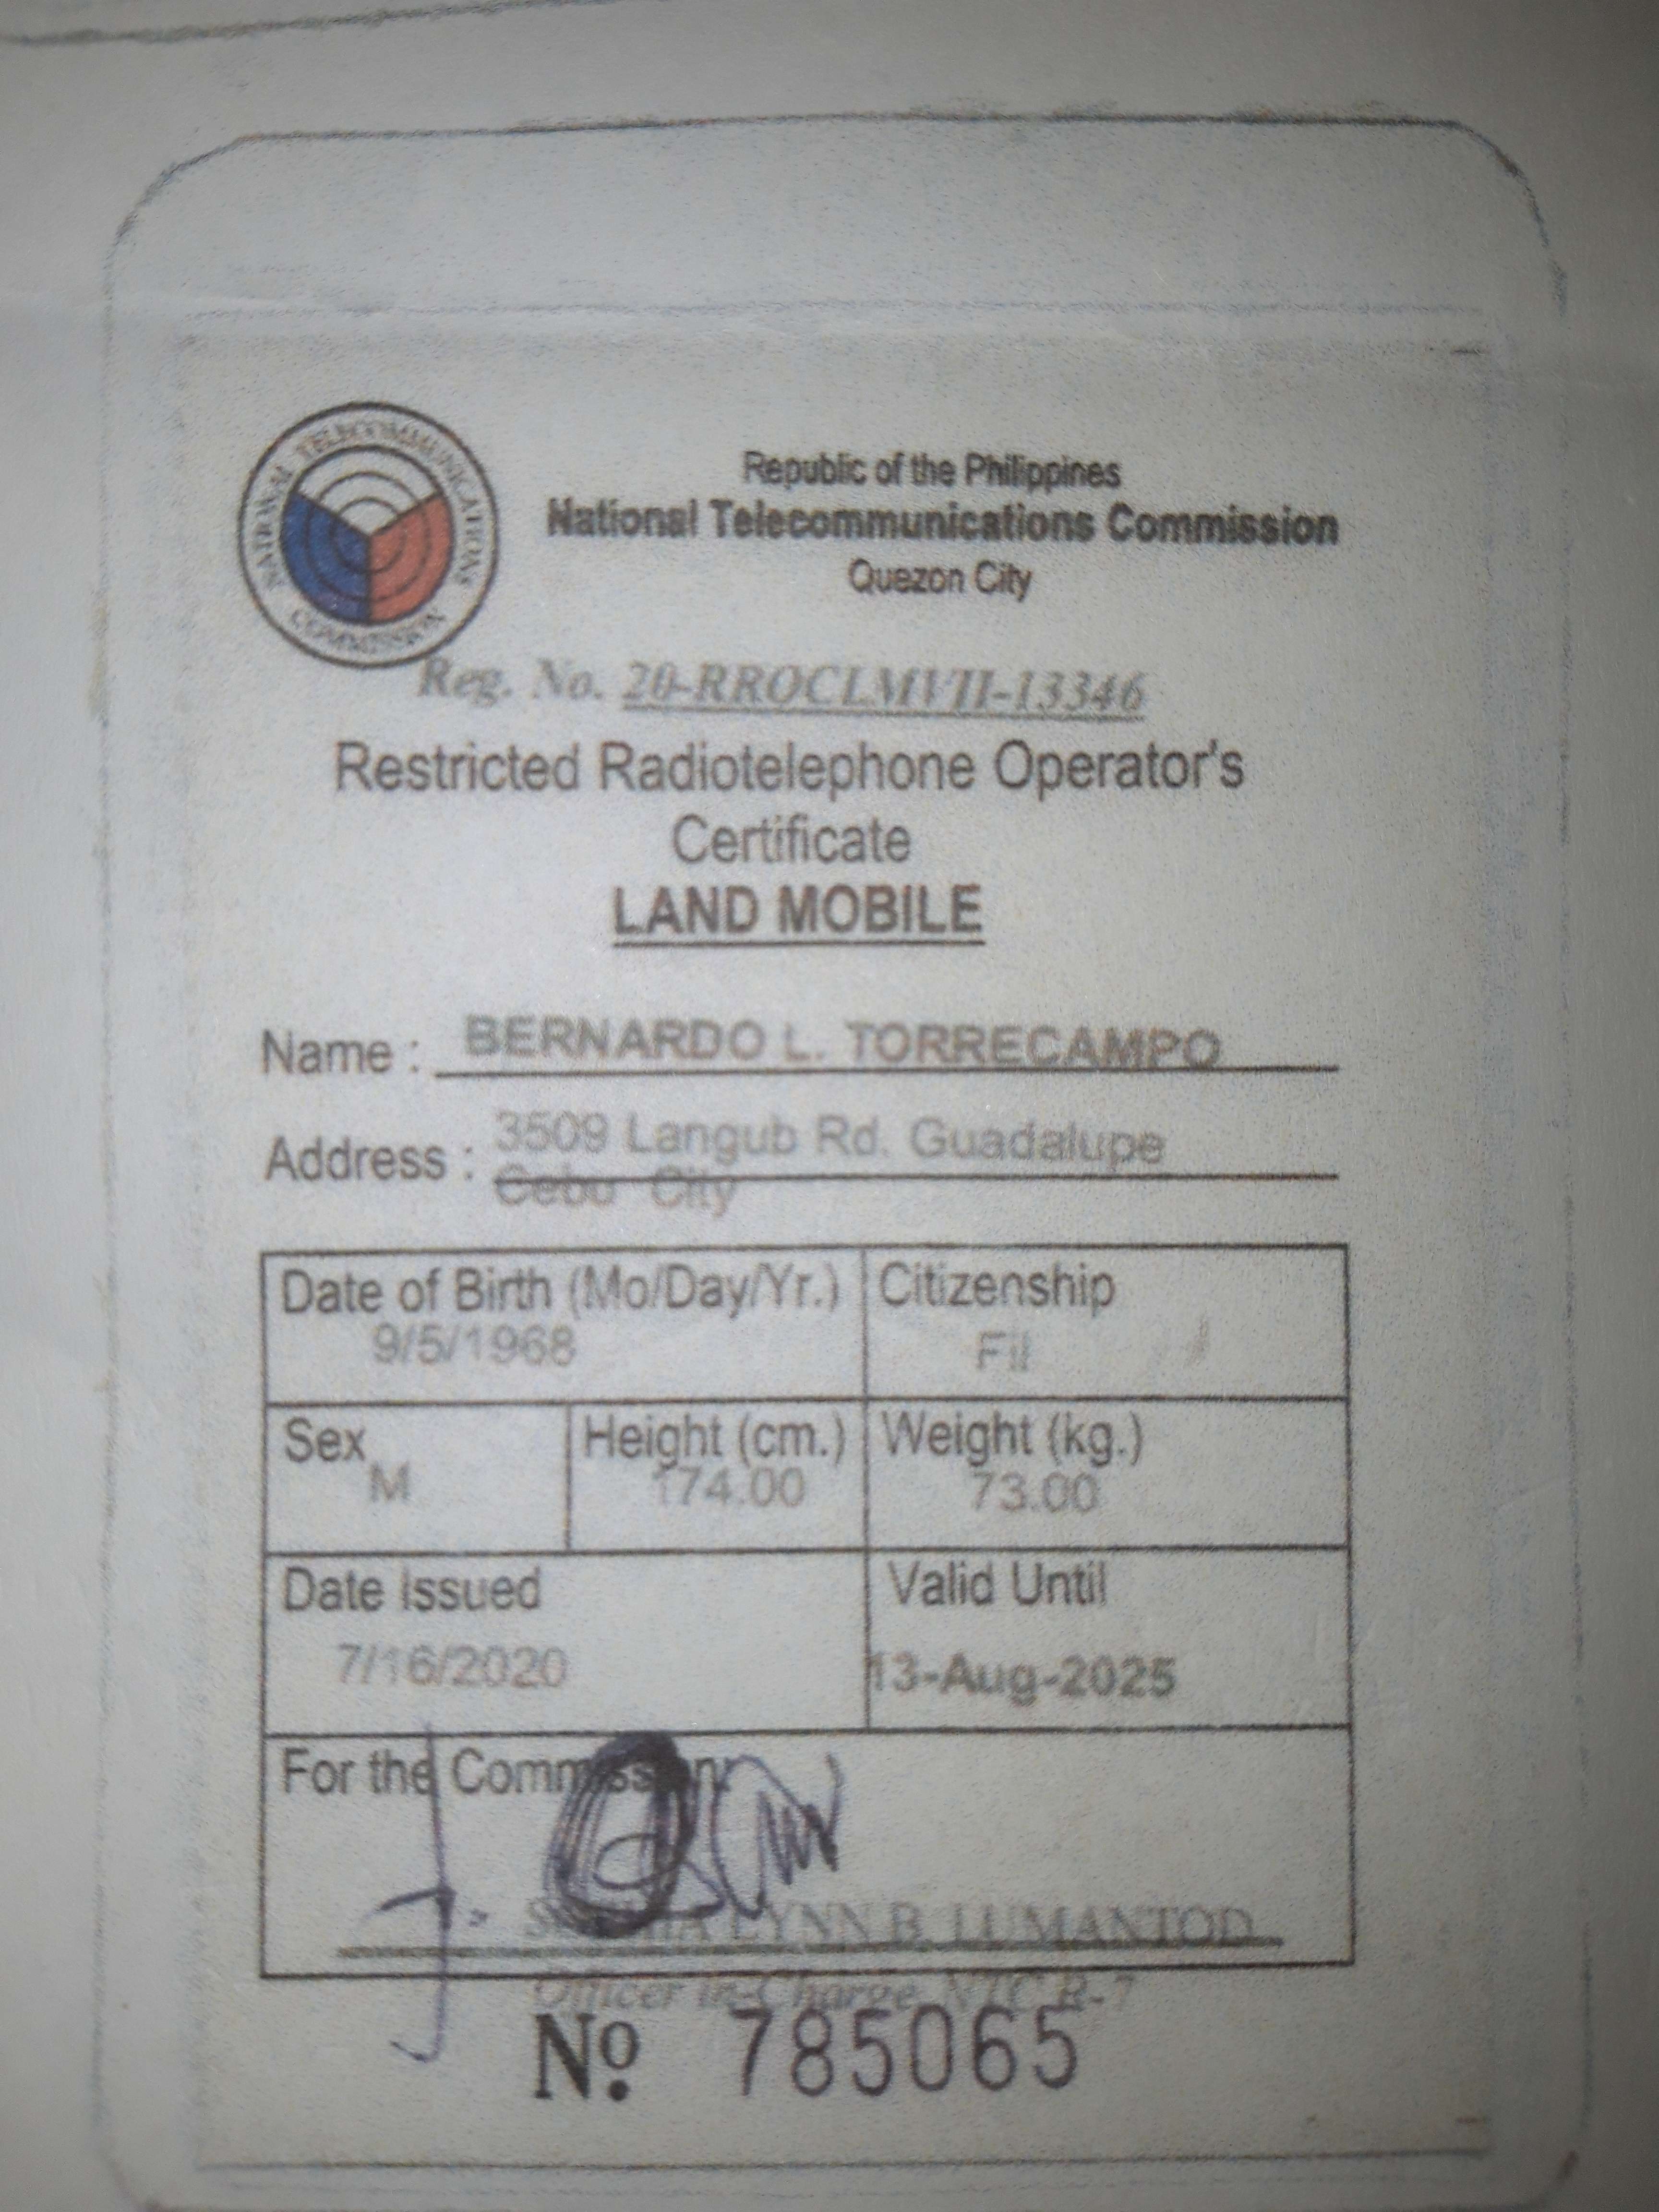 NATIONAL TELECOMMUNICATIONS COMMISSION
Republic of the Philippines
National Telecommunications Commission
Quezon City
Reg. No. 20-RROCLMVII-13346
Restricted Radiotelephone Operator's
Certificate
LAND MOBILE
Name : BERNARDO L. TORRECAMPO
Address : 3509 Langub Rd. Guadalupe
Cebu City
Date of Birth (Mo/Day/Yr.) Citizenship
9/5/1968 Fil
Sex Height (cm.) Weight (kg.)
M 174.00 73.00
Date Issued Valid Until
7/16/2020 13-Aug-2025
For the Commission:
LYNN B. LUMANTOD
Officer in-Charge, NTC R-7
Nº 785065